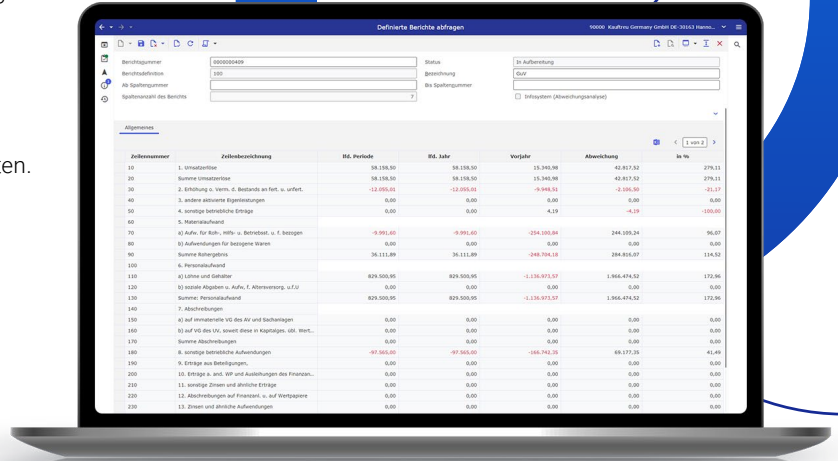 ten.
Definierte Berichte abfragen
90000 Kauftreu Germany GmbH DE-30163 Hanno...
Berichtsgummer 0008000409 Status In Aufbereitung
Berichtsdefinition 100 Bezeichnung GuV
Ab Spaltengummer Bis Spaltengummer
Spaltenanzahl des Berichts 7 Infosystem (Abweichungsanalyse)
Allgemeines
1 von 2
Zeilennummer Zeilenbezeichnung lfd. Periode lfd. Jahr Vorjahr Abweichung in %
10 1. Umsatzerlöse 58.158,50 58.158,50 15.340,98 42.817,52 279,11
20 Summe Umsatzerlöse 58.158,50 58.158,50 15.340,98 42.817,52 279,11
30 2. Erhöhung o. Verm. d. Bestands an fert. u. unfert. -12.055,01 -12.055,01 -9.948,51 -2.106,50 -21,17
40 3. andere aktivierte Eigenleistungen 0,00 0,00 0,00 0,00 0,00
50 4. sonstige betriebliche Erträge 0,00 0,00 4,19 -4,19 -100,00
60 5. Materialaufwand
70 a) Aufw. für Roh-, Hilfs- u. Betriebsst. u. f. bezogen -9.991,60 -9.991,60 -254.100,84 244.109,24 96,07
80 b) Aufwendungen für bezogene Waren 0,00 0,00 0,00 0,00 0,00
90 Summe Rohergebnis 36.111,89 36.111,89 -248.704,18 284.816,07 114,52
100 6. Personalaufwand
110 a) Löhne und Gehälter 829.500,95 829.500,95 -1.136.973,57 1.966.474,52 172,96
120 b) soziale Abgaben u. Aufw, f. Altersversorg. u.f.U 0,00 0,00 0,00 0,00 0,00
130 Summe: Personalaufwand 829.500,95 829.500,95 -1.136.973,57 1.966.474,52 172,96
140 7. Abschreibungen
150 a) auf immaterielle VG des AV und Sachanlagen 0,00 0,00 0,00 0,00 0,00
160 b) auf VG des UV, soweit diese in Kapitalges. übl. Wert... 0,00 0,00 0,00 0,00 0,00
170 Summe Abschreibungen 0,00 0,00 0,00 0,00 0,00
180 8. sonstige betriebliche Aufwendungen -97.565,00 -97.565,00 -166.742,35 69.177,35 41,49
190 9. Erträge aus Beteiligungen, 0,00 0,00 0,00 0,00 0,00
200 10. Erträge a. and. WP und Ausleihungen des Finanzan... 0,00 0,00 0,00 0,00 0,00
210 11. sonstige Zinsen und ähnliche Erträge 0,00 0,00 0,00 0,00 0,00
220 12. Abschreibungen auf Finanzanl. u. auf Wertpapiere 0,00 0,00 0,00 0,00 0,00
230 13. Zinsen und ähnliche Aufwendungen 0,00 0,00 0,00 0,00 0,00